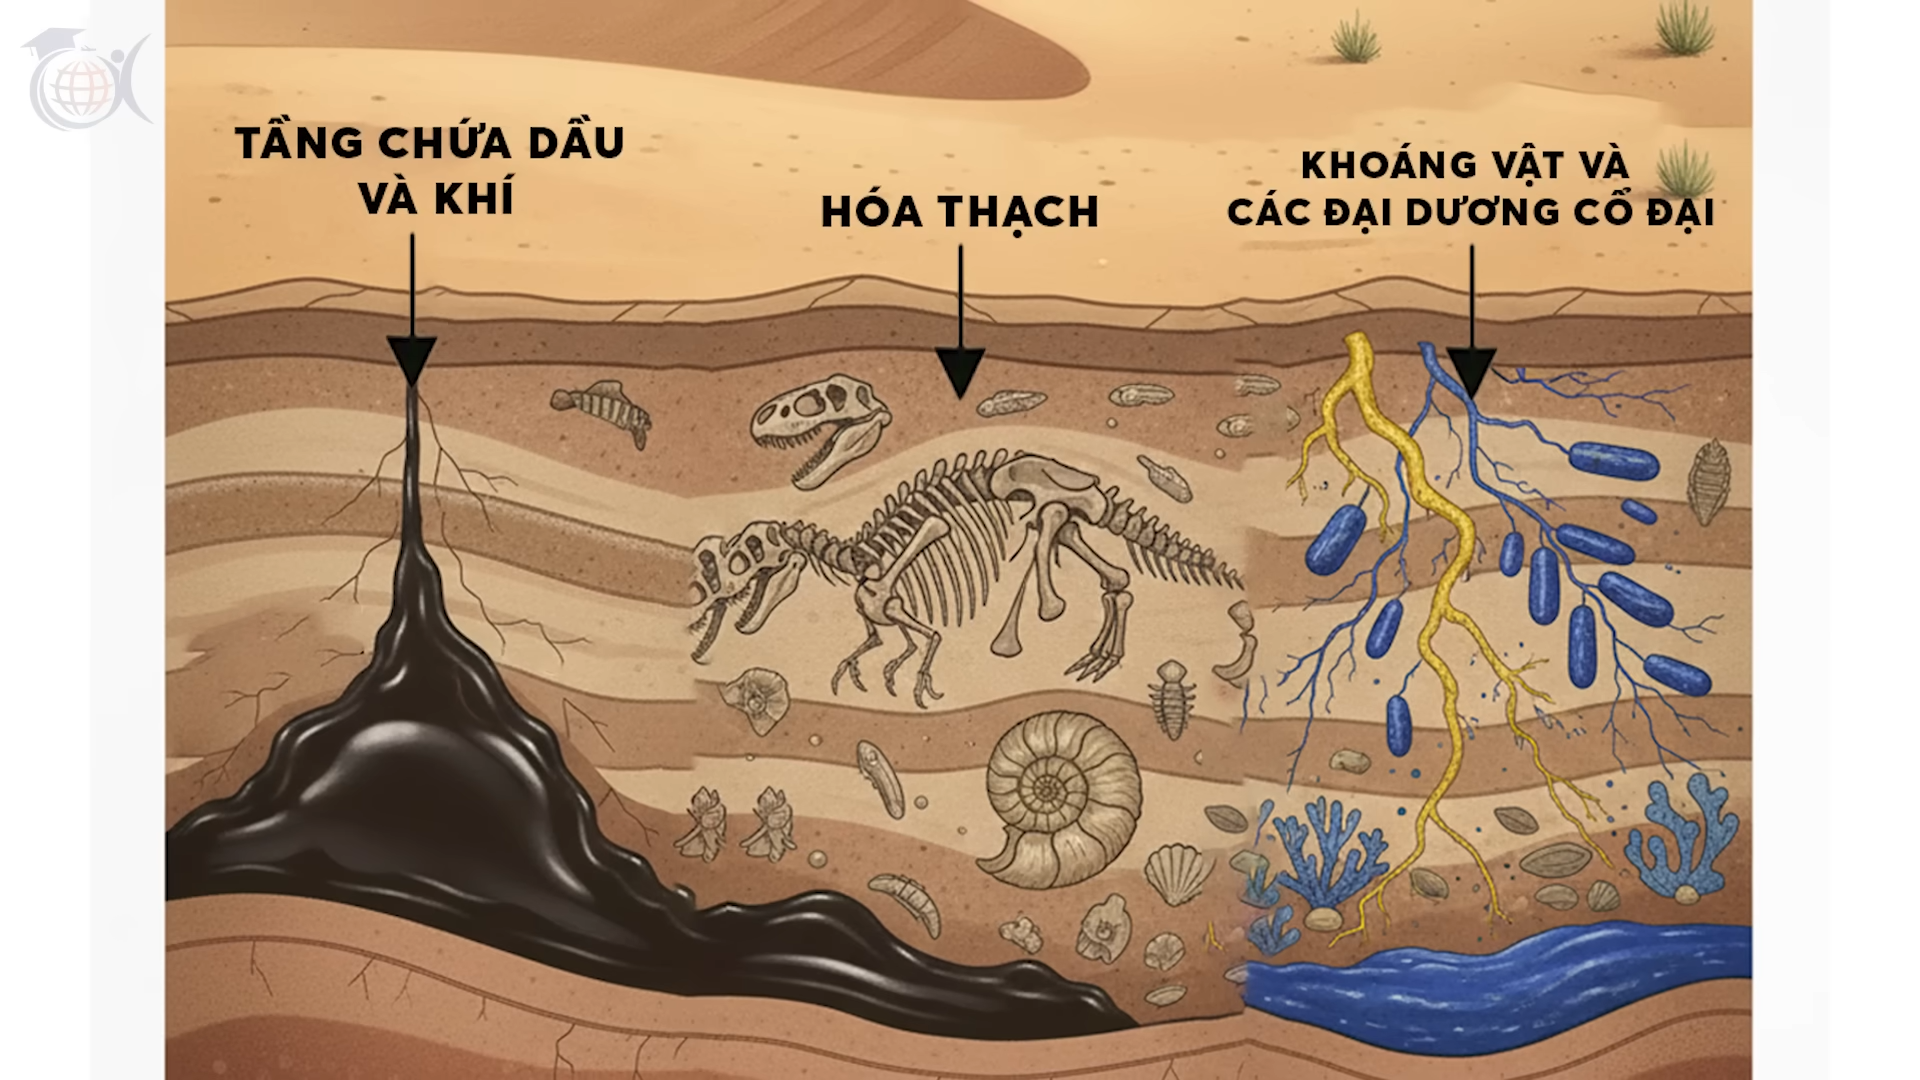 TẦNG CHỨA DẦU
VÀ KHÍ
HÓA THẠCH
KHOÁNG VẬT VÀ
CÁC ĐẠI DƯƠNG CỔ ĐẠI